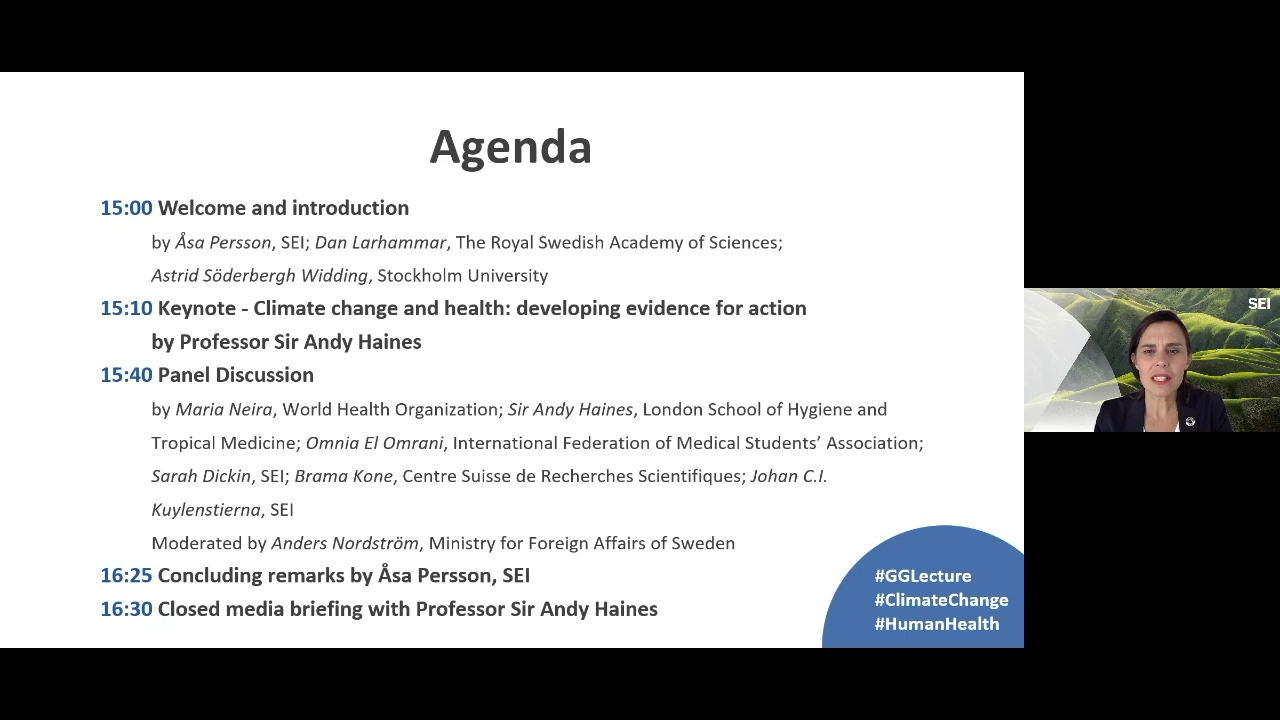 Agenda
15:00 Welcome and introduction
by Åsa Persson, SEI; Dan Larhammar, The Royal Swedish Academy of Sciences;
Astrid Söderbergh Widding, Stockholm University
15:10 Keynote - Climate change and health: developing evidence for action
by Professor Sir Andy Haines
15:40 Panel Discussion
by Maria Neira, World Health Organization; Sir Andy Haines, London School of Hygiene and
Tropical Medicine; Omnia El Omrani, International Federation of Medical Students’ Association;
Sarah Dickin, SEI; Brama Kone, Centre Suisse de Recherches Scientifiques; Johan C.I.
Kuylenstierna, SEI
Moderated by Anders Nordström, Ministry for Foreign Affairs of Sweden
16:25 Concluding remarks by Åsa Persson, SEI
16:30 Closed media briefing with Professor Sir Andy Haines
#GGLecture
#ClimateChange
#HumanHealth
SEI